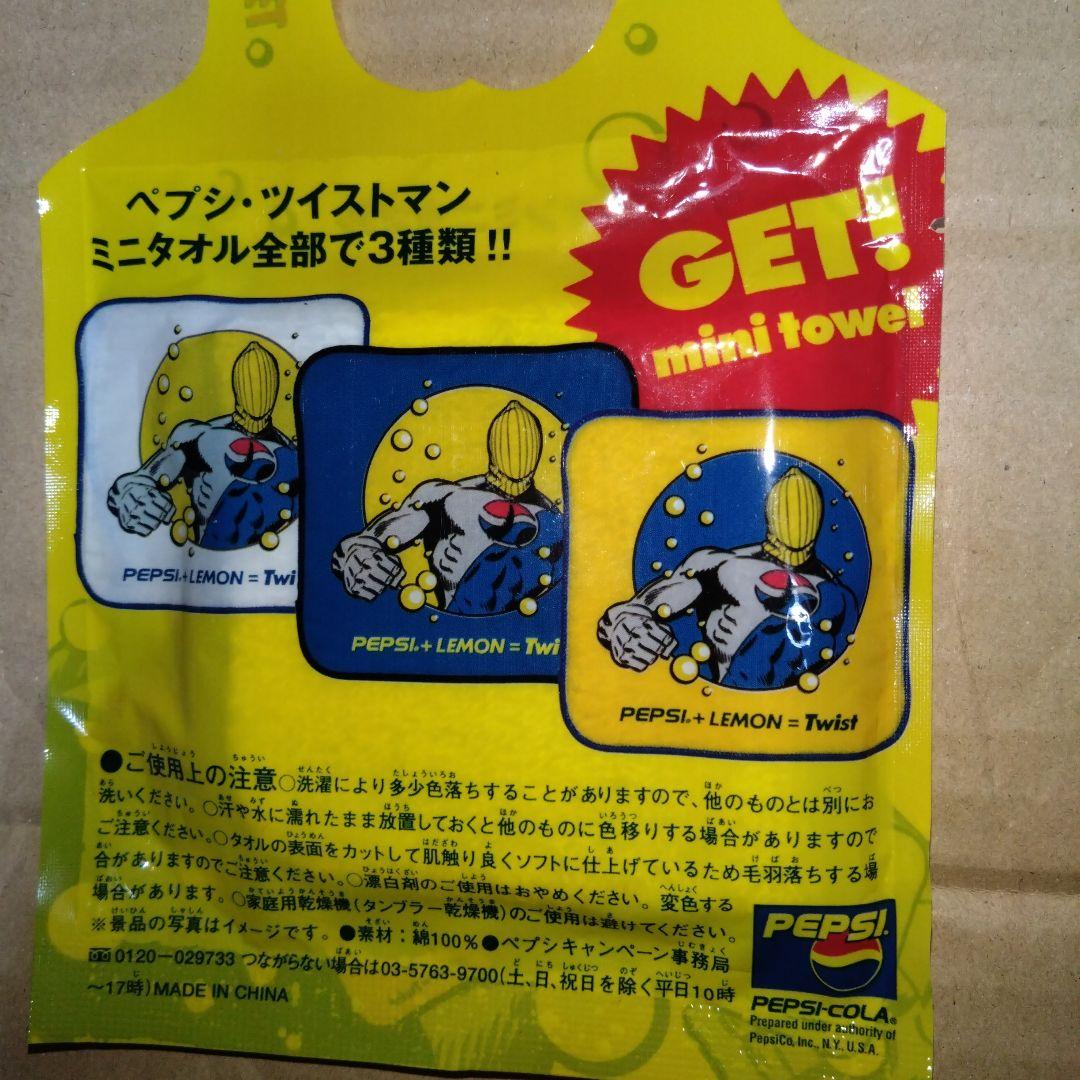 ペプシ・ツイストマン
ミニタオル全部で3種類!!
GET!
mini towel
PEPSI®+LEMON = Twi
PEPSI®+LEMON = Twi
PEPSI®+LEMON = Twist
●ご使用上の注意○洗濯により多少色落ちすることがありますので、他のものとは別にお
洗いください。○汗や水に濡れたまま放置しておくと他のものに色移りする場合がありますので
ご注意ください。○タオルの表面をカットして肌触り良くソフトに仕上げているため毛羽落ちする場
合がありますのでご注意ください。○漂白剤のご使用はおやめください。変色する
場合があります。○家庭用乾燥機(タンブラー乾燥機)のご使用は避けてください。
※景品の写真はイメージです。●素材：綿100%●ペプシキャンペーン事務局
0120-029733 つながらない場合は03-5763-9700(土、日、祝日を除く平日10時
～17時)MADE IN CHINA
PEPSI®
PEPSI-COLA®
Prepared under authority of
PepsiCo, Inc., N.Y., U.S.A.